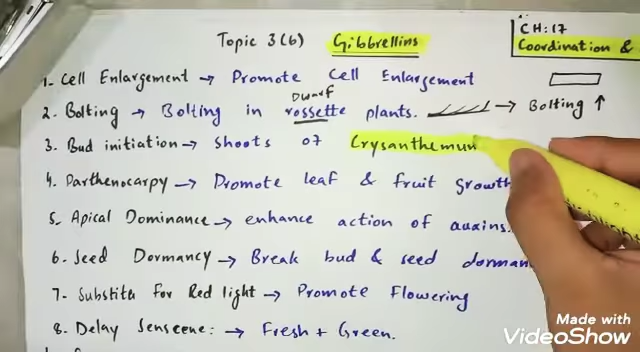 CH:17
Topic 3(b) Gibbrellins Coordination &
1. Cell Enlargement → Promote Cell Enlargement
Dwarf
2. Bolting → Bolting in rossette plants. → Bolting ↑
3. Bud initiation → Shoots of Crysanthemum
4. Parthenocarpy → Promote leaf & fruit growth
5. Apical Dominance → enhance action of auxins.
6. Seed Dormancy → Break bud & seed dorman
7. Substite for Red light → Promote Flowering
8. Delay Senscene: → Fresh + Green.
Made with
VideoShow